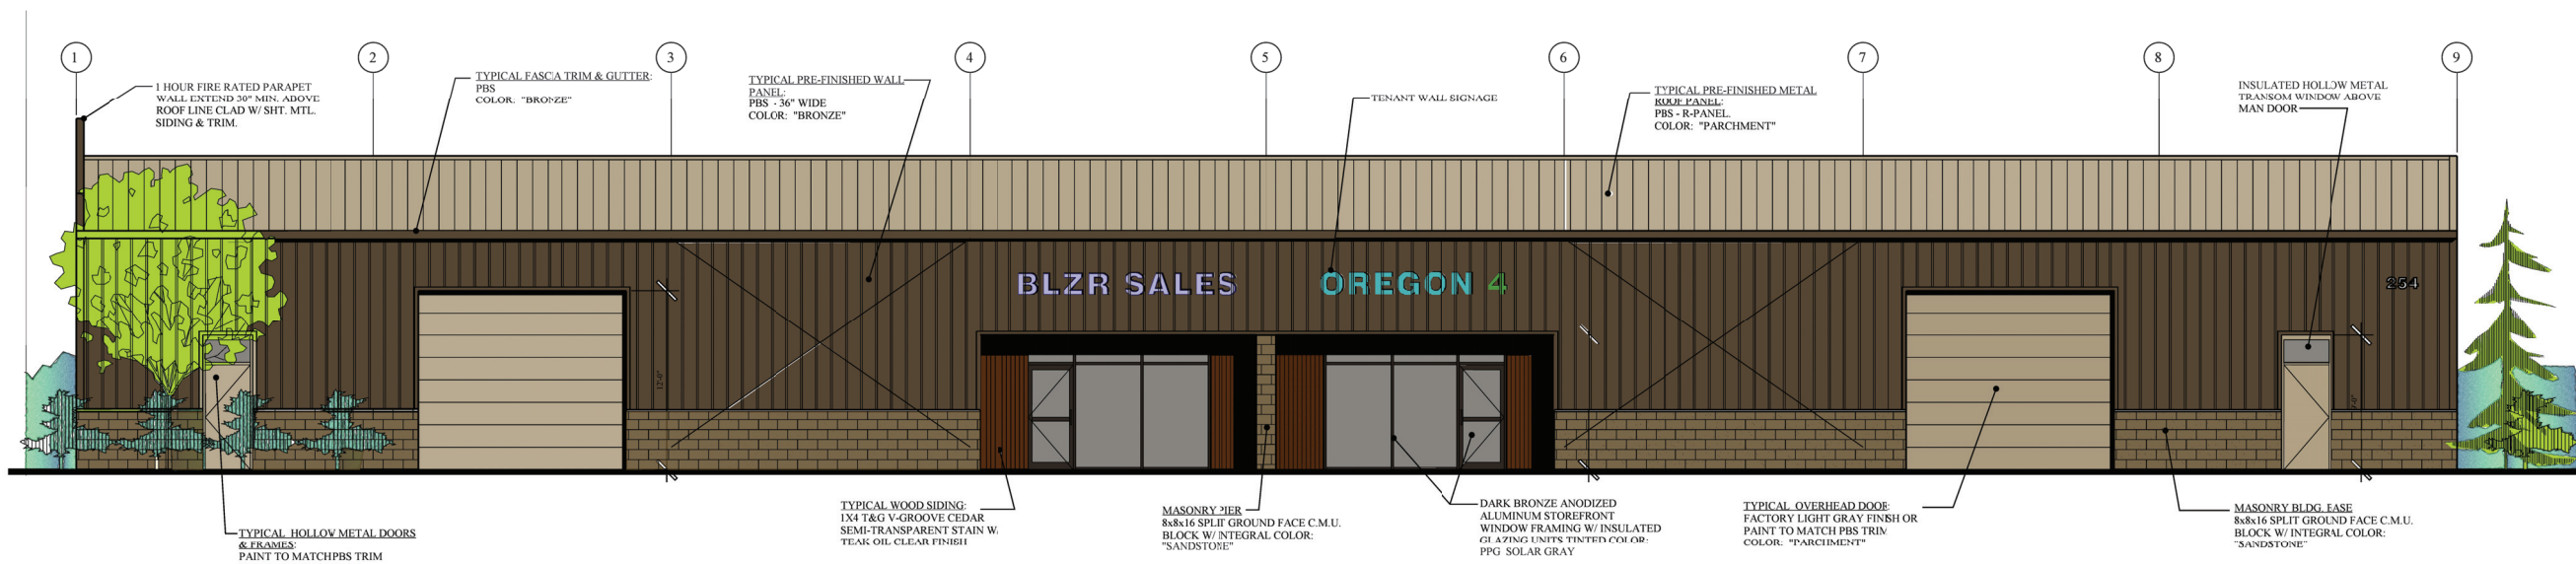 1
2
3
4
5
6
7
8
9
1 HOUR FIRE RATED PARAPET
WALL EXTEND 30" MIN. ABOVE
ROOF LINE CLAD W/ SHT. MTL.
SIDING & TRIM.
TYPICAL FASCIA TRIM & GUTTER:
PBS
COLOR: "BRONZE"
TYPICAL PRE-FINISHED WALL
PANEL:
PBS - 36" WIDE
COLOR: "BRONZE"
TENANT WALL SIGNAGE
TYPICAL PRE-FINISHED METAL
ROOF PANEL:
PBS - R-PANEL.
COLOR: "PARCHMENT"
INSULATED HOLLOW METAL
TRANSOM WINDOW ABOVE
MAN DOOR
BLZR SALES
OREGON 4
254
12'-0"
TYPICAL HOLLOW METAL DOORS
& FRAMES:
PAINT TO MATCH PBS TRIM
TYPICAL WOOD SIDING:
1X4 T&G V-GROOVE CEDAR
SEMI-TRANSPARENT STAIN W/
TEAK OIL CLEAR FINISH
MASONRY PIER
8x8x16 SPLIT GROUND FACE C.M.U.
BLOCK W/ INTEGRAL COLOR:
"SANDSTONE"
DARK BRONZE ANODIZED
ALUMINUM STOREFRONT
WINDOW FRAMING W/ INSULATED
GLAZING UNITS TINTED COLOR:
PPG SOLAR GRAY
TYPICAL OVERHEAD DOOR:
FACTORY LIGHT GRAY FINISH OR
PAINT TO MATCH PBS TRIM
COLOR: "PARCHMENT"
MASONRY BLDG. BASE
8x8x16 SPLIT GROUND FACE C.M.U.
BLOCK W/ INTEGRAL COLOR:
"SANDSTONE"